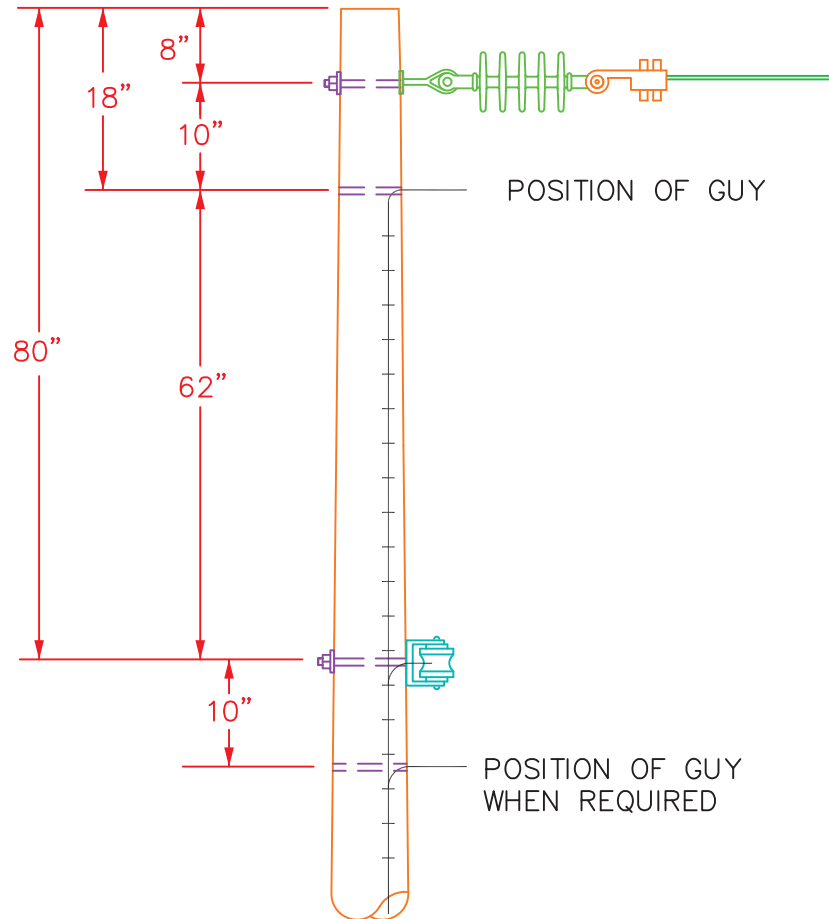 8”
18”
10”
POSITION OF GUY
80”
62”
10”
POSITION OF GUY
WHEN REQUIRED